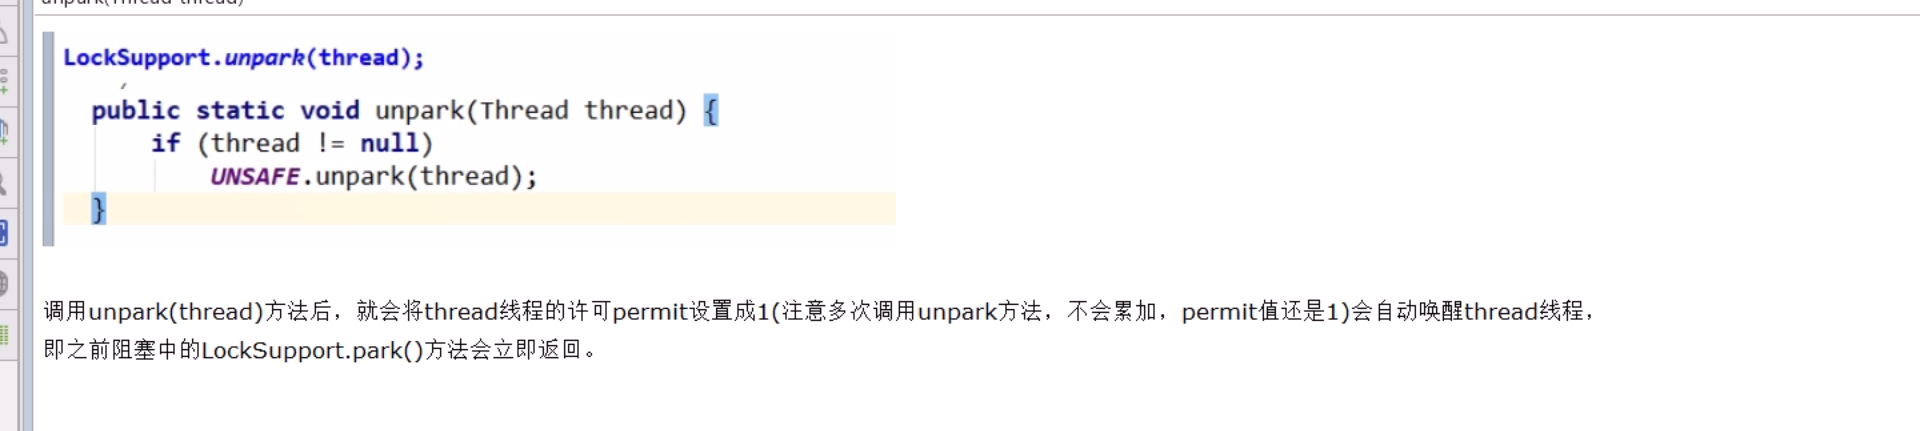 unpark(Thread thread)
LockSupport.unpark(thread);
public static void unpark(Thread thread) {
if (thread != null)
UNSAFE.unpark(thread);
}
调用unpark(thread)方法后，就会将thread线程的许可permit设置成1(注意多次调用unpark方法，不会累加，permit值还是1)会自动唤醒thread线程，
即之前阻塞中的LockSupport.park()方法会立即返回。